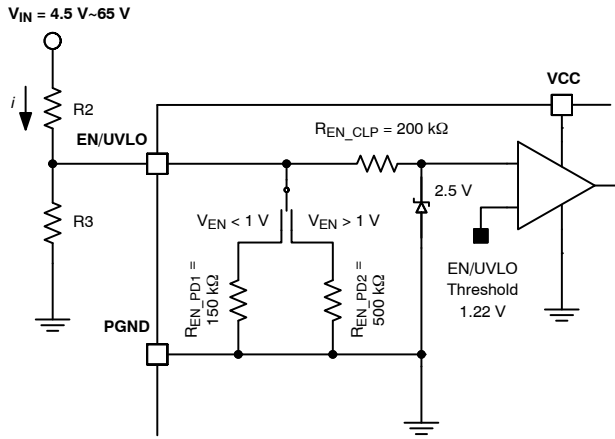 V_IN = 4.5 V~65 V
i
R2
VCC
EN/UVLO
R_EN_CLP = 200 kΩ
2.5 V
R3
V_EN < 1 V
V_EN > 1 V
R_EN_PD1 =
150 kΩ
R_EN_PD2 =
500 kΩ
EN/UVLO
Threshold
1.22 V
PGND